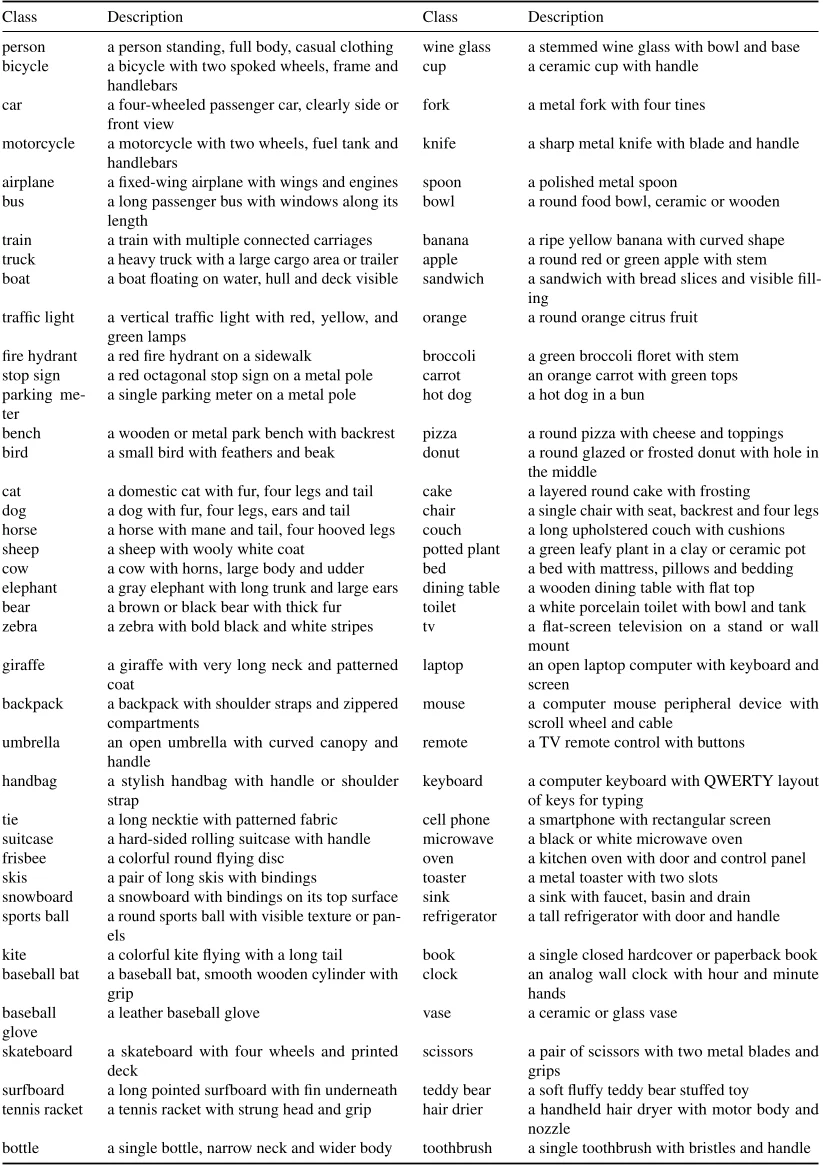 Class Description Class Description
person a person standing, full body, casual clothing wine glass a stemmed wine glass with bowl and base
bicycle a bicycle with two spoked wheels, frame and cup a ceramic cup with handle
handlebars
car a four-wheeled passenger car, clearly side or fork a metal fork with four tines
front view
motorcycle a motorcycle with two wheels, fuel tank and knife a sharp metal knife with blade and handle
handlebars
airplane a fixed-wing airplane with wings and engines spoon a polished metal spoon
bus a long passenger bus with windows along its bowl a round food bowl, ceramic or wooden
length
train a train with multiple connected carriages banana a ripe yellow banana with curved shape
truck a heavy truck with a large cargo area or trailer apple a round red or green apple with stem
boat a boat floating on water, hull and deck visible sandwich a sandwich with bread slices and visible fill-
ing
traffic light a vertical traffic light with red, yellow, and orange a round orange citrus fruit
green lamps
fire hydrant a red fire hydrant on a sidewalk broccoli a green broccoli floret with stem
stop sign a red octagonal stop sign on a metal pole carrot an orange carrot with green tops
parking me- a single parking meter on a metal pole hot dog a hot dog in a bun
ter
bench a wooden or metal park bench with backrest pizza a round pizza with cheese and toppings
bird a small bird with feathers and beak donut a round glazed or frosted donut with hole in
the middle
cat a domestic cat with fur, four legs and tail cake a layered round cake with frosting
dog a dog with fur, four legs, ears and tail chair a single chair with seat, backrest and four legs
horse a horse with mane and tail, four hooved legs couch a long upholstered couch with cushions
sheep a sheep with wooly white coat potted plant a green leafy plant in a clay or ceramic pot
cow a cow with horns, large body and udder bed a bed with mattress, pillows and bedding
elephant a gray elephant with long trunk and large ears dining table a wooden dining table with flat top
bear a brown or black bear with thick fur toilet a white porcelain toilet with bowl and tank
zebra a zebra with bold black and white stripes tv a flat-screen television on a stand or wall
mount
giraffe a giraffe with very long neck and patterned laptop an open laptop computer with keyboard and
coat screen
backpack a backpack with shoulder straps and zippered mouse a computer mouse peripheral device with
compartments scroll wheel and cable
umbrella an open umbrella with curved canopy and remote a TV remote control with buttons
handle
handbag a stylish handbag with handle or shoulder keyboard a computer keyboard with QWERTY layout
strap of keys for typing
tie a long necktie with patterned fabric cell phone a smartphone with rectangular screen
suitcase a hard-sided rolling suitcase with handle microwave a black or white microwave oven
frisbee a colorful round flying disc oven a kitchen oven with door and control panel
skis a pair of long skis with bindings toaster a metal toaster with two slots
snowboard a snowboard with bindings on its top surface sink a sink with faucet, basin and drain
sports ball a round sports ball with visible texture or pan- refrigerator a tall refrigerator with door and handle
els
kite a colorful kite flying with a long tail book a single closed hardcover or paperback book
baseball bat a baseball bat, smooth wooden cylinder with clock an analog wall clock with hour and minute
grip hands
baseball a leather baseball glove vase a ceramic or glass vase
glove
skateboard a skateboard with four wheels and printed scissors a pair of scissors with two metal blades and
deck grips
surfboard a long pointed surfboard with fin underneath teddy bear a soft fluffy teddy bear stuffed toy
tennis racket a tennis racket with strung head and grip hair drier a handheld hair dryer with motor body and
nozzle
bottle a single bottle, narrow neck and wider body toothbrush a single toothbrush with bristles and handle